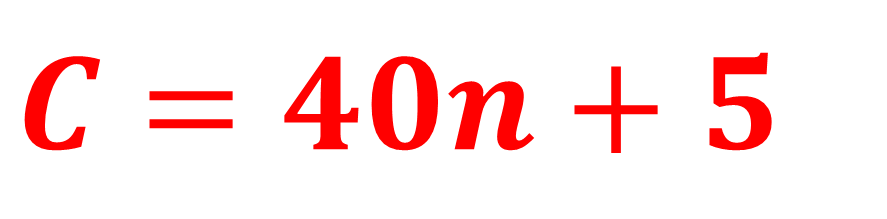 C = 40n + 5